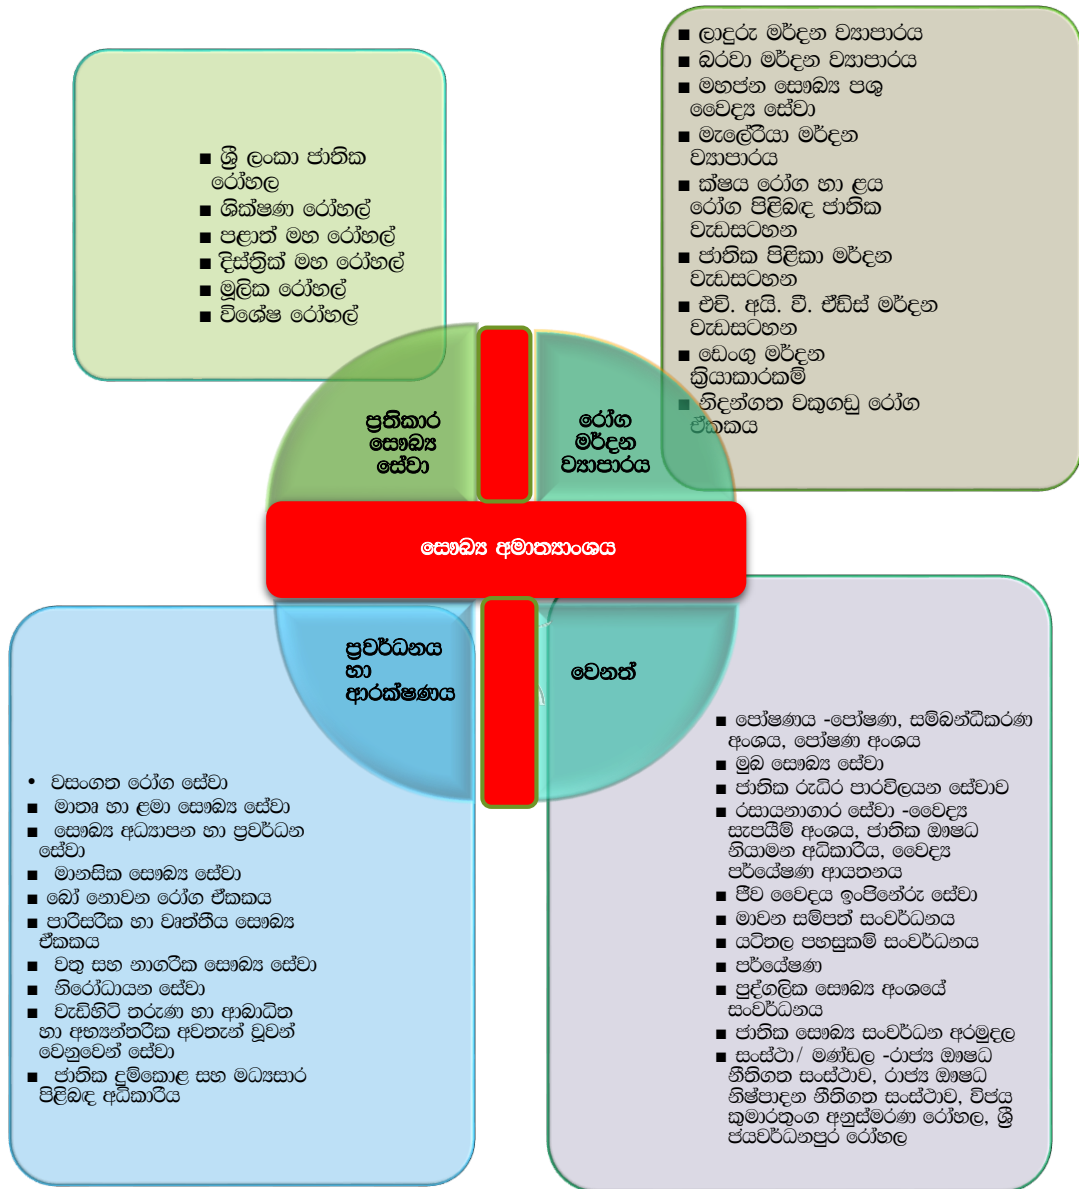 ■ ශ්‍රී ලංකා ජාතික
රෝහල
■ ශික්ෂණ රෝහල්
■ පළාත් මහ රෝහල්
■ දිස්ත්‍රික් මහ රෝහල්
■ මූලික රෝහල්
■ විශේෂ රෝහල්
■ ලාදුරු මර්දන ව්‍යාපාරය
■ බරවා මර්දන ව්‍යාපාරය
■ මහජන සෞඛ්‍ය පශු
වෛද්‍ය සේවා
■ මැලේරියා මර්දන
ව්‍යාපාරය
■ ක්ෂය රෝග හා ළය
රෝග පිළිබඳ ජාතික
වැඩසටහන
■ ජාතික පිළිකා මර්දන
වැඩසටහන
■ එච්. අයි. වී. ඒඩ්ස් මර්දන
වැඩසටහන
■ ඩෙංගු මර්දන
ක්‍රියාකාරකම්
■ නිදන්ගත වකුගඩු රෝග
ඒකකය
ප්‍රතිකාර
සෞඛ්‍ය
සේවා
රෝග
මර්දන
ව්‍යාපාරය
සෞඛ්‍ය අමාත්‍යාංශය
ප්‍රවර්ධනය
හා
ආරක්ෂණය
වෙනත්
• වසංගත රෝග සේවා
■ මාතෘ හා ළමා සෞඛ්‍ය සේවා
■ සෞඛ්‍ය අධ්‍යාපන හා ප්‍රවර්ධන
සේවා
■ මානසික සෞඛ්‍ය සේවා
■ බෝ නොවන රෝග ඒකකය
■ පාරිසරික හා වෘත්තීය සෞඛ්‍ය
ඒකකය
■ වතු සහ නාගරික සෞඛ්‍ය සේවා
■ නිරෝධායන සේවා
■ වැඩිහිටි තරුණ හා ආබාධිත
හා අභ්‍යන්තරික අවතැන් වූවන්
වෙනුවෙන් සේවා
■ ජාතික දුම්කොළ සහ මධ්‍යසාර
පිළිබඳ අධිකාරිය
■ පෝෂණය -පෝෂණ, සම්බන්ධීකරණ
අංශය, පෝෂණ අංශය
■ මුඛ සෞඛ්‍ය සේවා
■ ජාතික රුධිර පාරවිලයන සේවාව
■ රසායනාගාර සේවා -වෛද්‍ය
සැපයීම් අංශය, ජාතික ඖෂධ
නියාමන අධිකාරිය, වෛද්‍ය
පර්යේෂණ ආයතනය
■ ජීව වෛදය ඉංජිනේරු සේවා
■ මාවන සම්පත් සංවර්ධනය
■ යටිතල පහසුකම් සංවර්ධනය
■ පර්යේෂණ
■ පුද්ගලික සෞඛ්‍ය අංශයේ
සංවර්ධනය
■ ජාතික සෞඛ්‍ය සංවර්ධන අරමුදල
■ සංස්ථා/ මණ්ඩල -රාජ්‍ය ඖෂධ
නීතිගත සංස්ථාව, රාජ්‍ය ඖෂධ
නිෂ්පාදන නීතිගත සංස්ථාව, විජය
කුමාරතුංග අනුස්මරණ රෝහල, ශ්‍රී
ජයවර්ධනපුර රෝහල